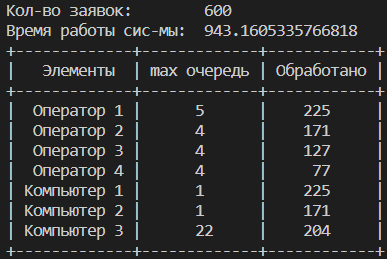 Кол-во заявок: 600
Время работы сис-мы: 943.1605335766818
+------------+-------------+------------+
| Элементы | max очередь | Обработано |
+------------+-------------+------------+
| Оператор 1 | 5 | 225 |
| Оператор 2 | 4 | 171 |
| Оператор 3 | 4 | 127 |
| Оператор 4 | 4 | 77 |
| Компьютер 1 | 1 | 225 |
| Компьютер 2 | 1 | 171 |
| Компьютер 3 | 22 | 204 |
+------------+-------------+------------+